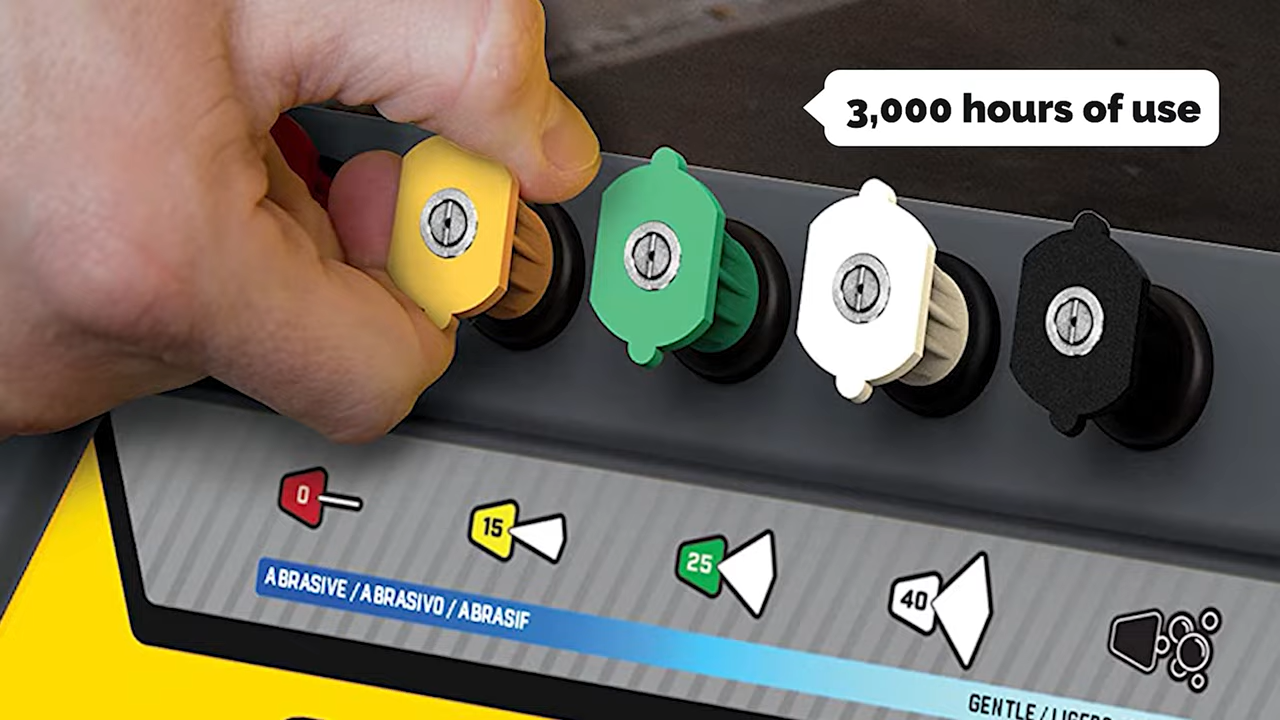 3,000 hours of use
0
15
25
40
ABRASIVE / ABRASIVO / ABRASIF
GENTLE /